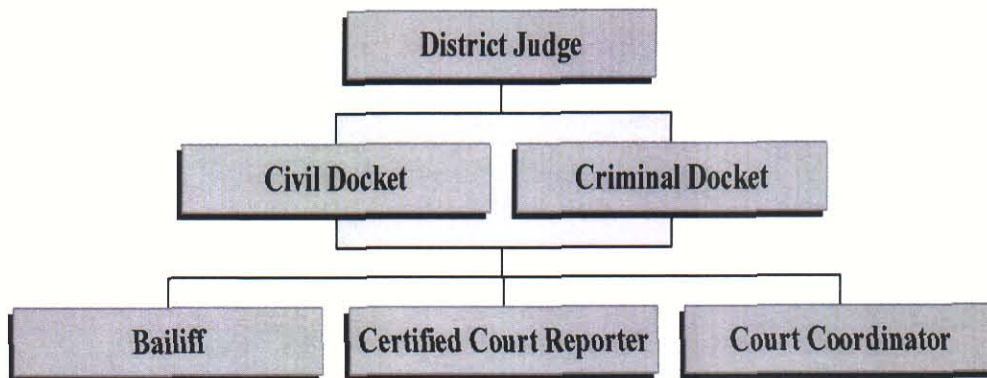 District Judge
Civil Docket
Criminal Docket
Bailiff
Certified Court Reporter
Court Coordinator